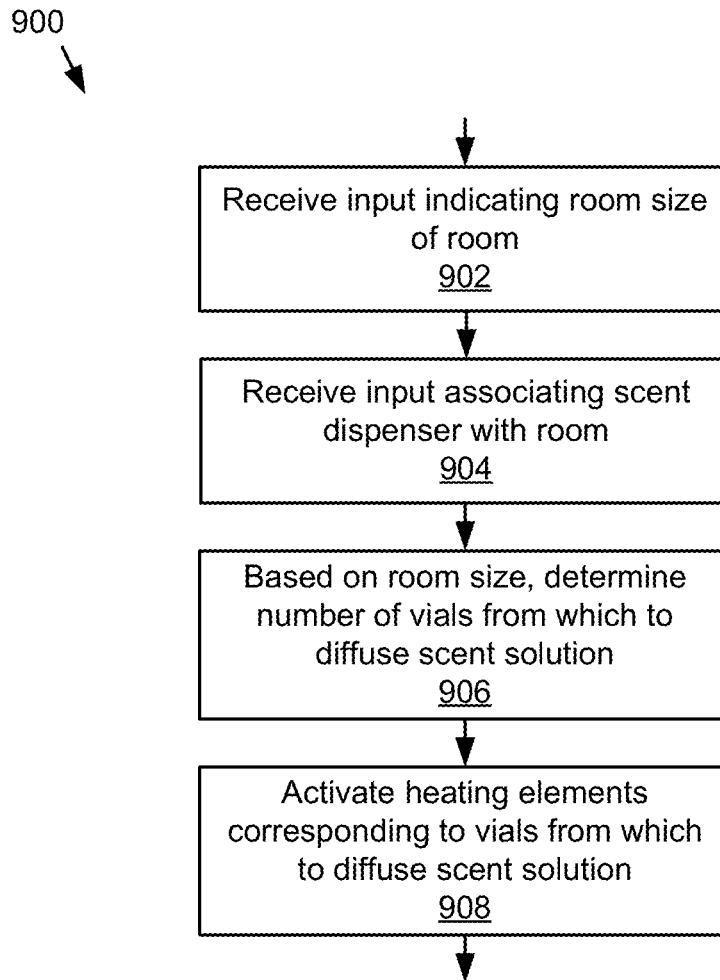 900
Receive input indicating room size
of room
902
Receive input associating scent
dispenser with room
904
Based on room size, determine
number of vials from which to
diffuse scent solution
906
Activate heating elements
corresponding to vials from which
to diffuse scent solution
908